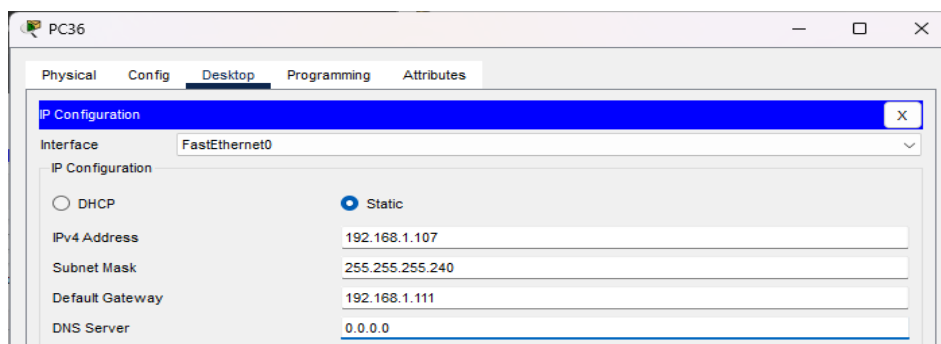 PC36
Physical Config Desktop Programming Attributes
IP Configuration X
Interface FastEthernet0
IP Configuration
DHCP Static
IPv4 Address 192.168.1.107
Subnet Mask 255.255.255.240
Default Gateway 192.168.1.111
DNS Server 0.0.0.0